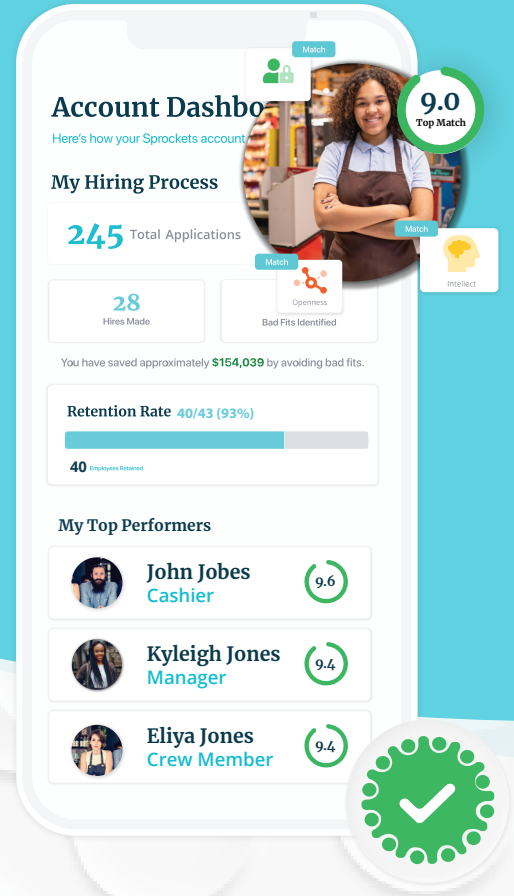 Match
Account Dashbo
9.0
Top Match
Here's how your Sprockets account
My Hiring Process
245 Total Applications
Match
Match
Intellect
Openness
28
Hires Made
Bad Fits Identified
You have saved approximately $154,039 by avoiding bad fits.
Retention Rate 40/43 (93%)
40 Employees Retained
My Top Performers
John Jobes
Cashier
9.6
Kyleigh Jones
Manager
9.4
Eliya Jones
Crew Member
9.4